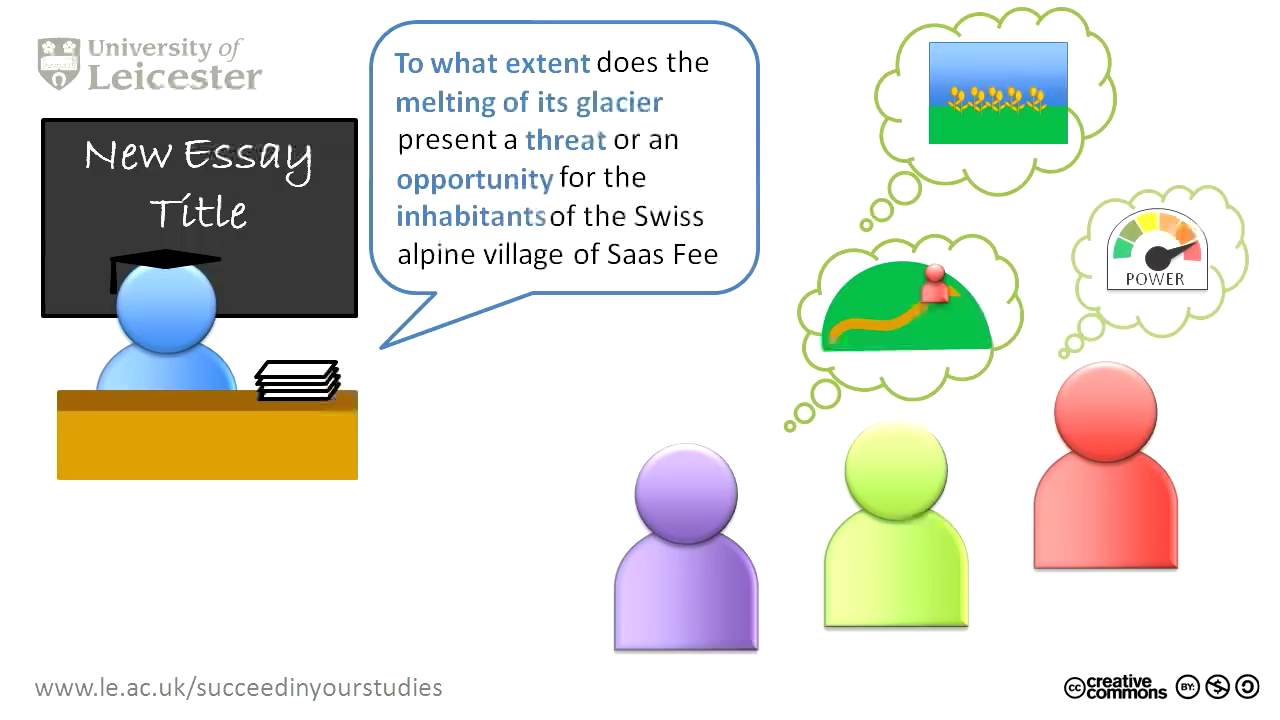 University of
Leicester
New Essay
Title
To what extent does the
melting of its glacier
present a threat or an
opportunity for the
inhabitants of the Swiss
alpine village of Saas Fee
POWER
www.le.ac.uk/succeedinyourstudies
cc creative
commons
BY: